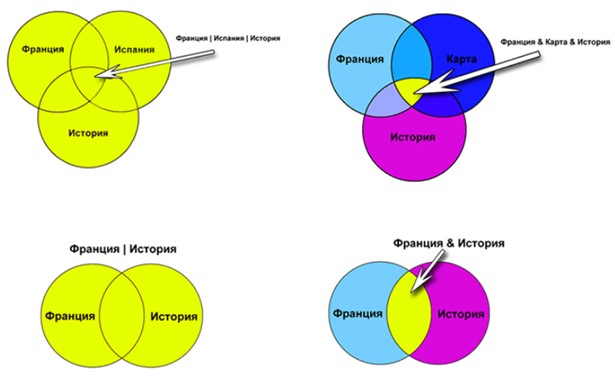 Франция | Испания | История
Франция
Испания
История
Франция & Карта & История
Франция
Карта
История
Франция | История
Франция
История
Франция & История
Франция
История